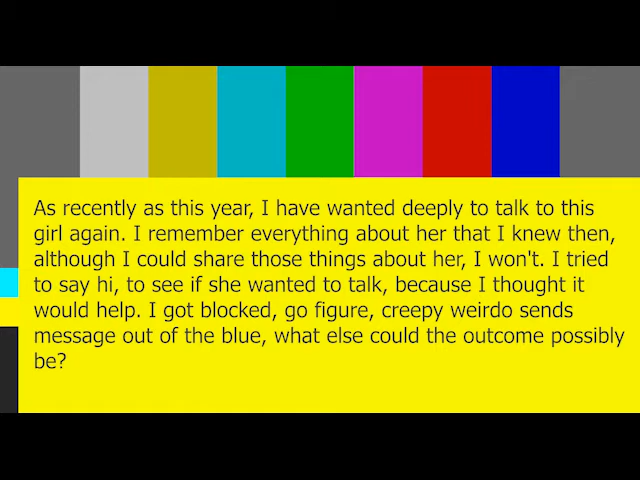 As recently as this year, I have wanted deeply to talk to this
girl again. I remember everything about her that I knew then,
although I could share those things about her, I won't. I tried
to say hi, to see if she wanted to talk, because I thought it
would help. I got blocked, go figure, creepy weirdo sends
message out of the blue, what else could the outcome possibly
be?